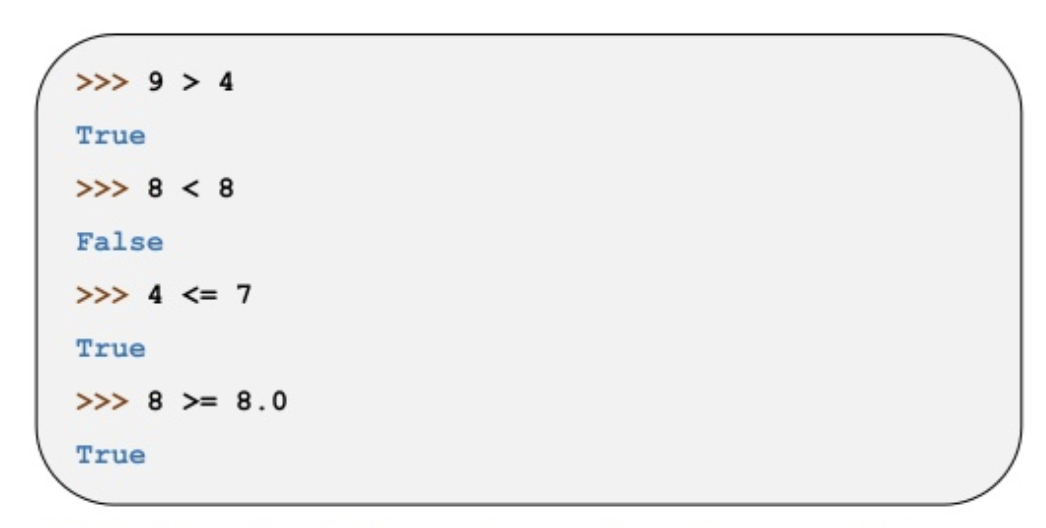 >>> 9 > 4
True
>>> 8 < 8
False
>>> 4 <= 7
True
>>> 8 >= 8.0
True